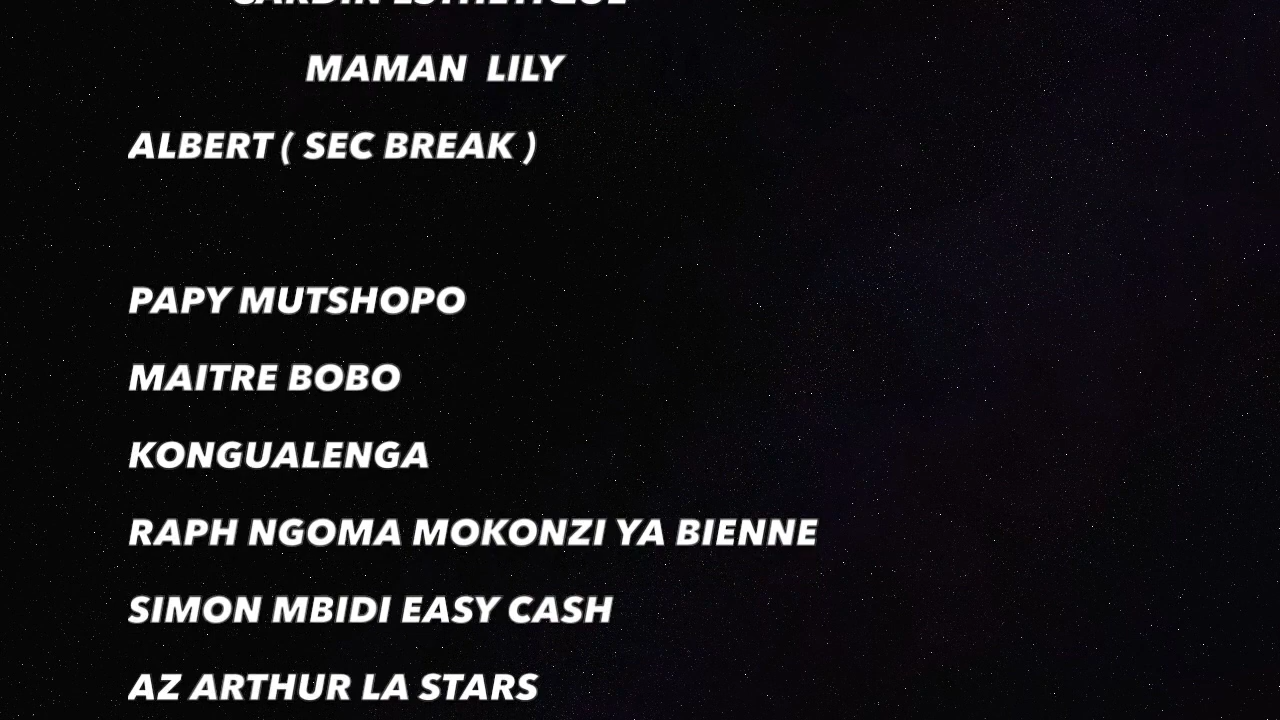 MAMAN LILY
ALBERT ( SEC BREAK )
PAPY MUTSHOPO
MAITRE BOBO
KONGUALENGA
RAPH NGOMA MOKONZI YA BIENNE
SIMON MBIDI EASY CASH
AZ ARTHUR LA STARS